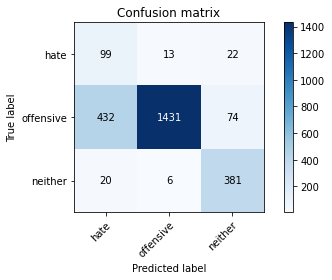 Confusion matrix
True label
hate 99 13 22
offensive 432 1431 74
neither 20 6 381
hate offensive neither
Predicted label
1400
1200
1000
800
600
400
200